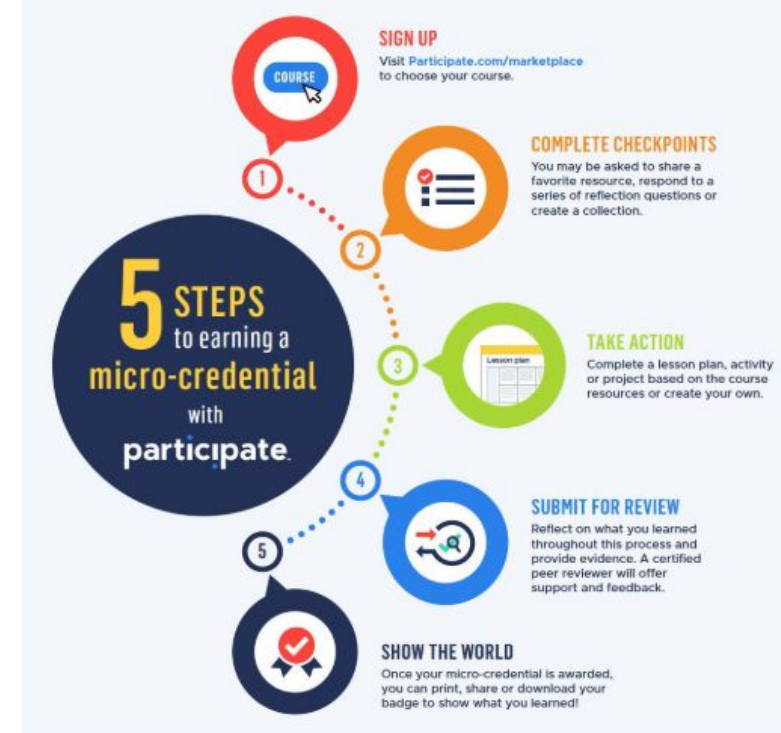 SIGN UP
Visit Participate.com/marketplace
to choose your course.
COURSE
1
COMPLETE CHECKPOINTS
You may be asked to share a
favorite resource, respond to a
series of reflection questions or
create a collection.
2
5 STEPS
to earning a
micro-credential
with
participate.
TAKE ACTION
Complete a lesson plan, activity
or project based on the course
resources or create your own.
Lesson plan
3
4
SUBMIT FOR REVIEW
Reflect on what you learned
throughout this process and
provide evidence. A certified
peer reviewer will offer
support and feedback.
5
SHOW THE WORLD
Once your micro-credential is awarded,
you can print, share or download your
badge to show what you learned!